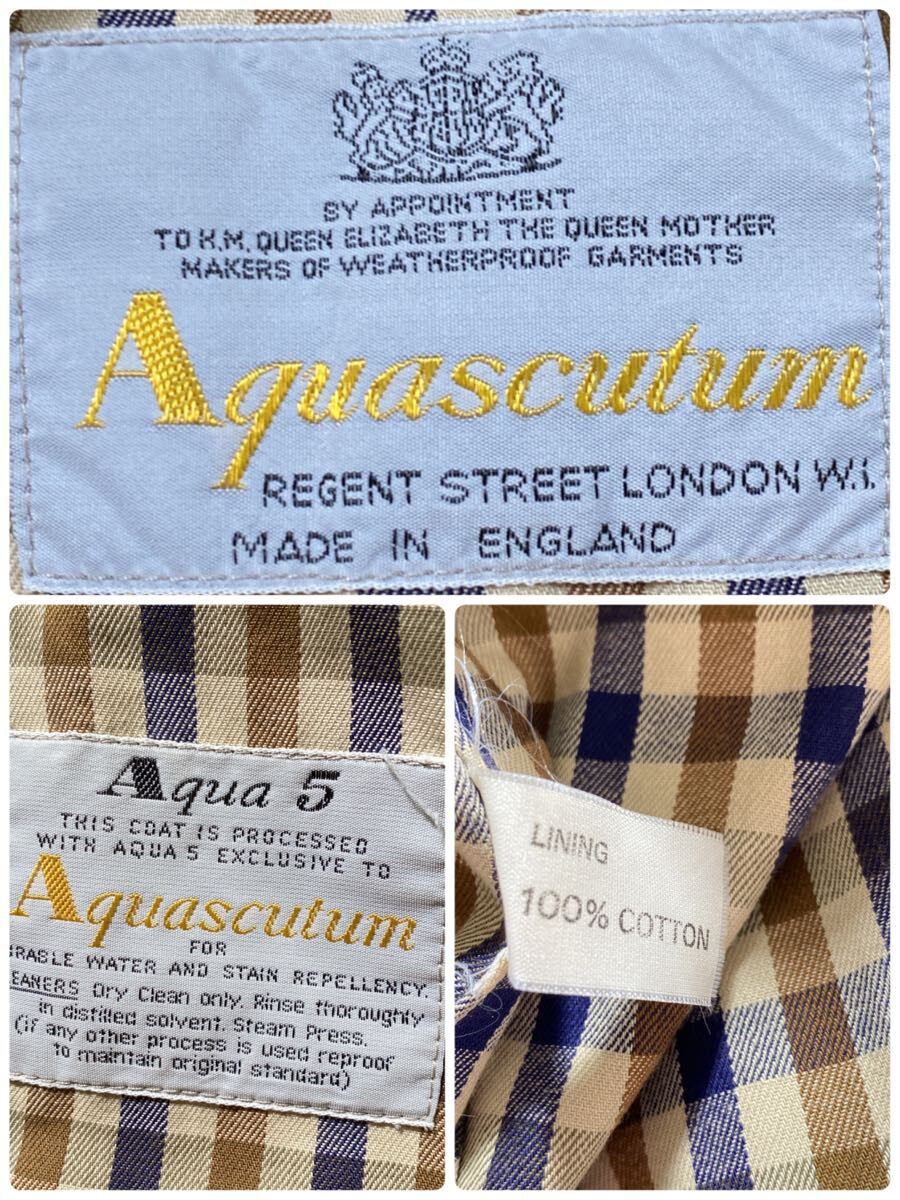 BY APPOINTMENT
TO H.M. QUEEN ELIZABETH THE QUEEN MOTHER
MAKERS OF WEATHERPROOF GARMENTS
Aquascutum
REGENT STREET LONDON W.1.
MADE IN ENGLAND
Aqua 5
THIS COAT IS PROCESSED
WITH AQUA 5 EXCLUSIVE TO
Aquascutum
FOR
WATER AND STAIN REPELLENCY.
Dry Clean only. Rinse thoroughly
in distilled solvent. Steam Press.
(if any other process is used reproof
to maintain original standard)
LINING
100% COTTON